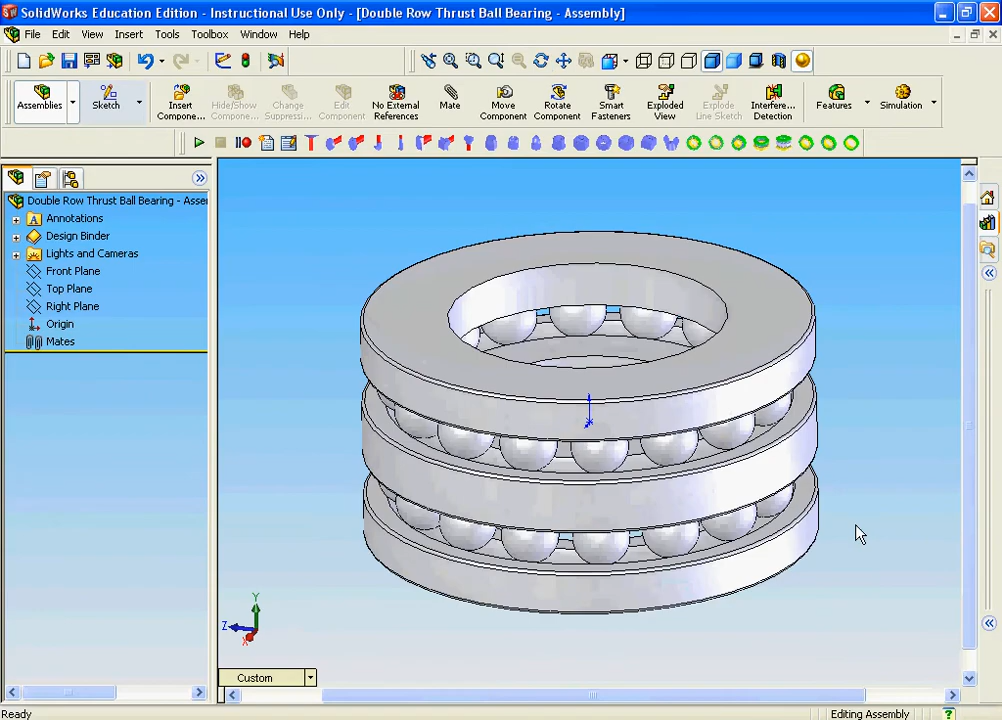 SolidWorks Education Edition - Instructional Use Only - [Double Row Thrust Ball Bearing - Assembly]
File Edit View Insert Tools Toolbox Window Help
Assemblies Sketch Insert Compone... Hide/Show Compone... Change Suppressi... Edit Component No External References Mate Move Component Rotate Component Smart Fasteners Exploded View Explode Line Sketch Interfere... Detection Features Simulation
Double Row Thrust Ball Bearing - Asser
A Annotations
Design Binder
Lights and Cameras
Front Plane
Top Plane
Right Plane
Origin
Mates
Y
Z
X
Custom
Ready Editing Assembly ?